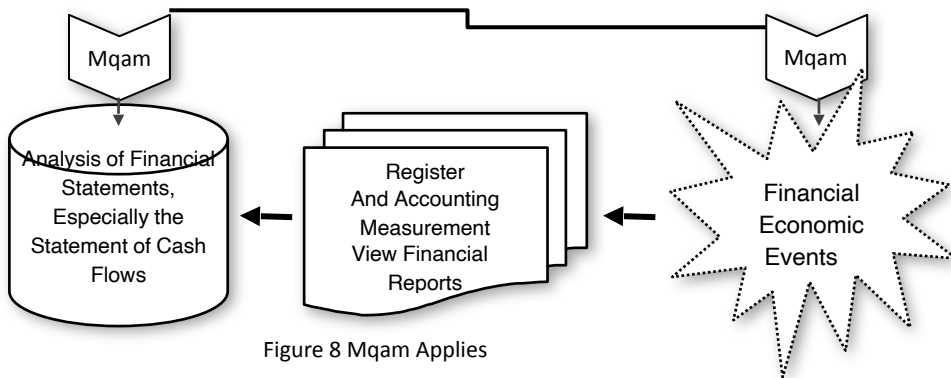 Mqam
Mqam
Analysis of Financial
Statements,
Especially the
Statement of Cash
Flows
Register
And Accounting
Measurement
View Financial
Reports
Financial
Economic
Events
Figure 8 Mqam Applies